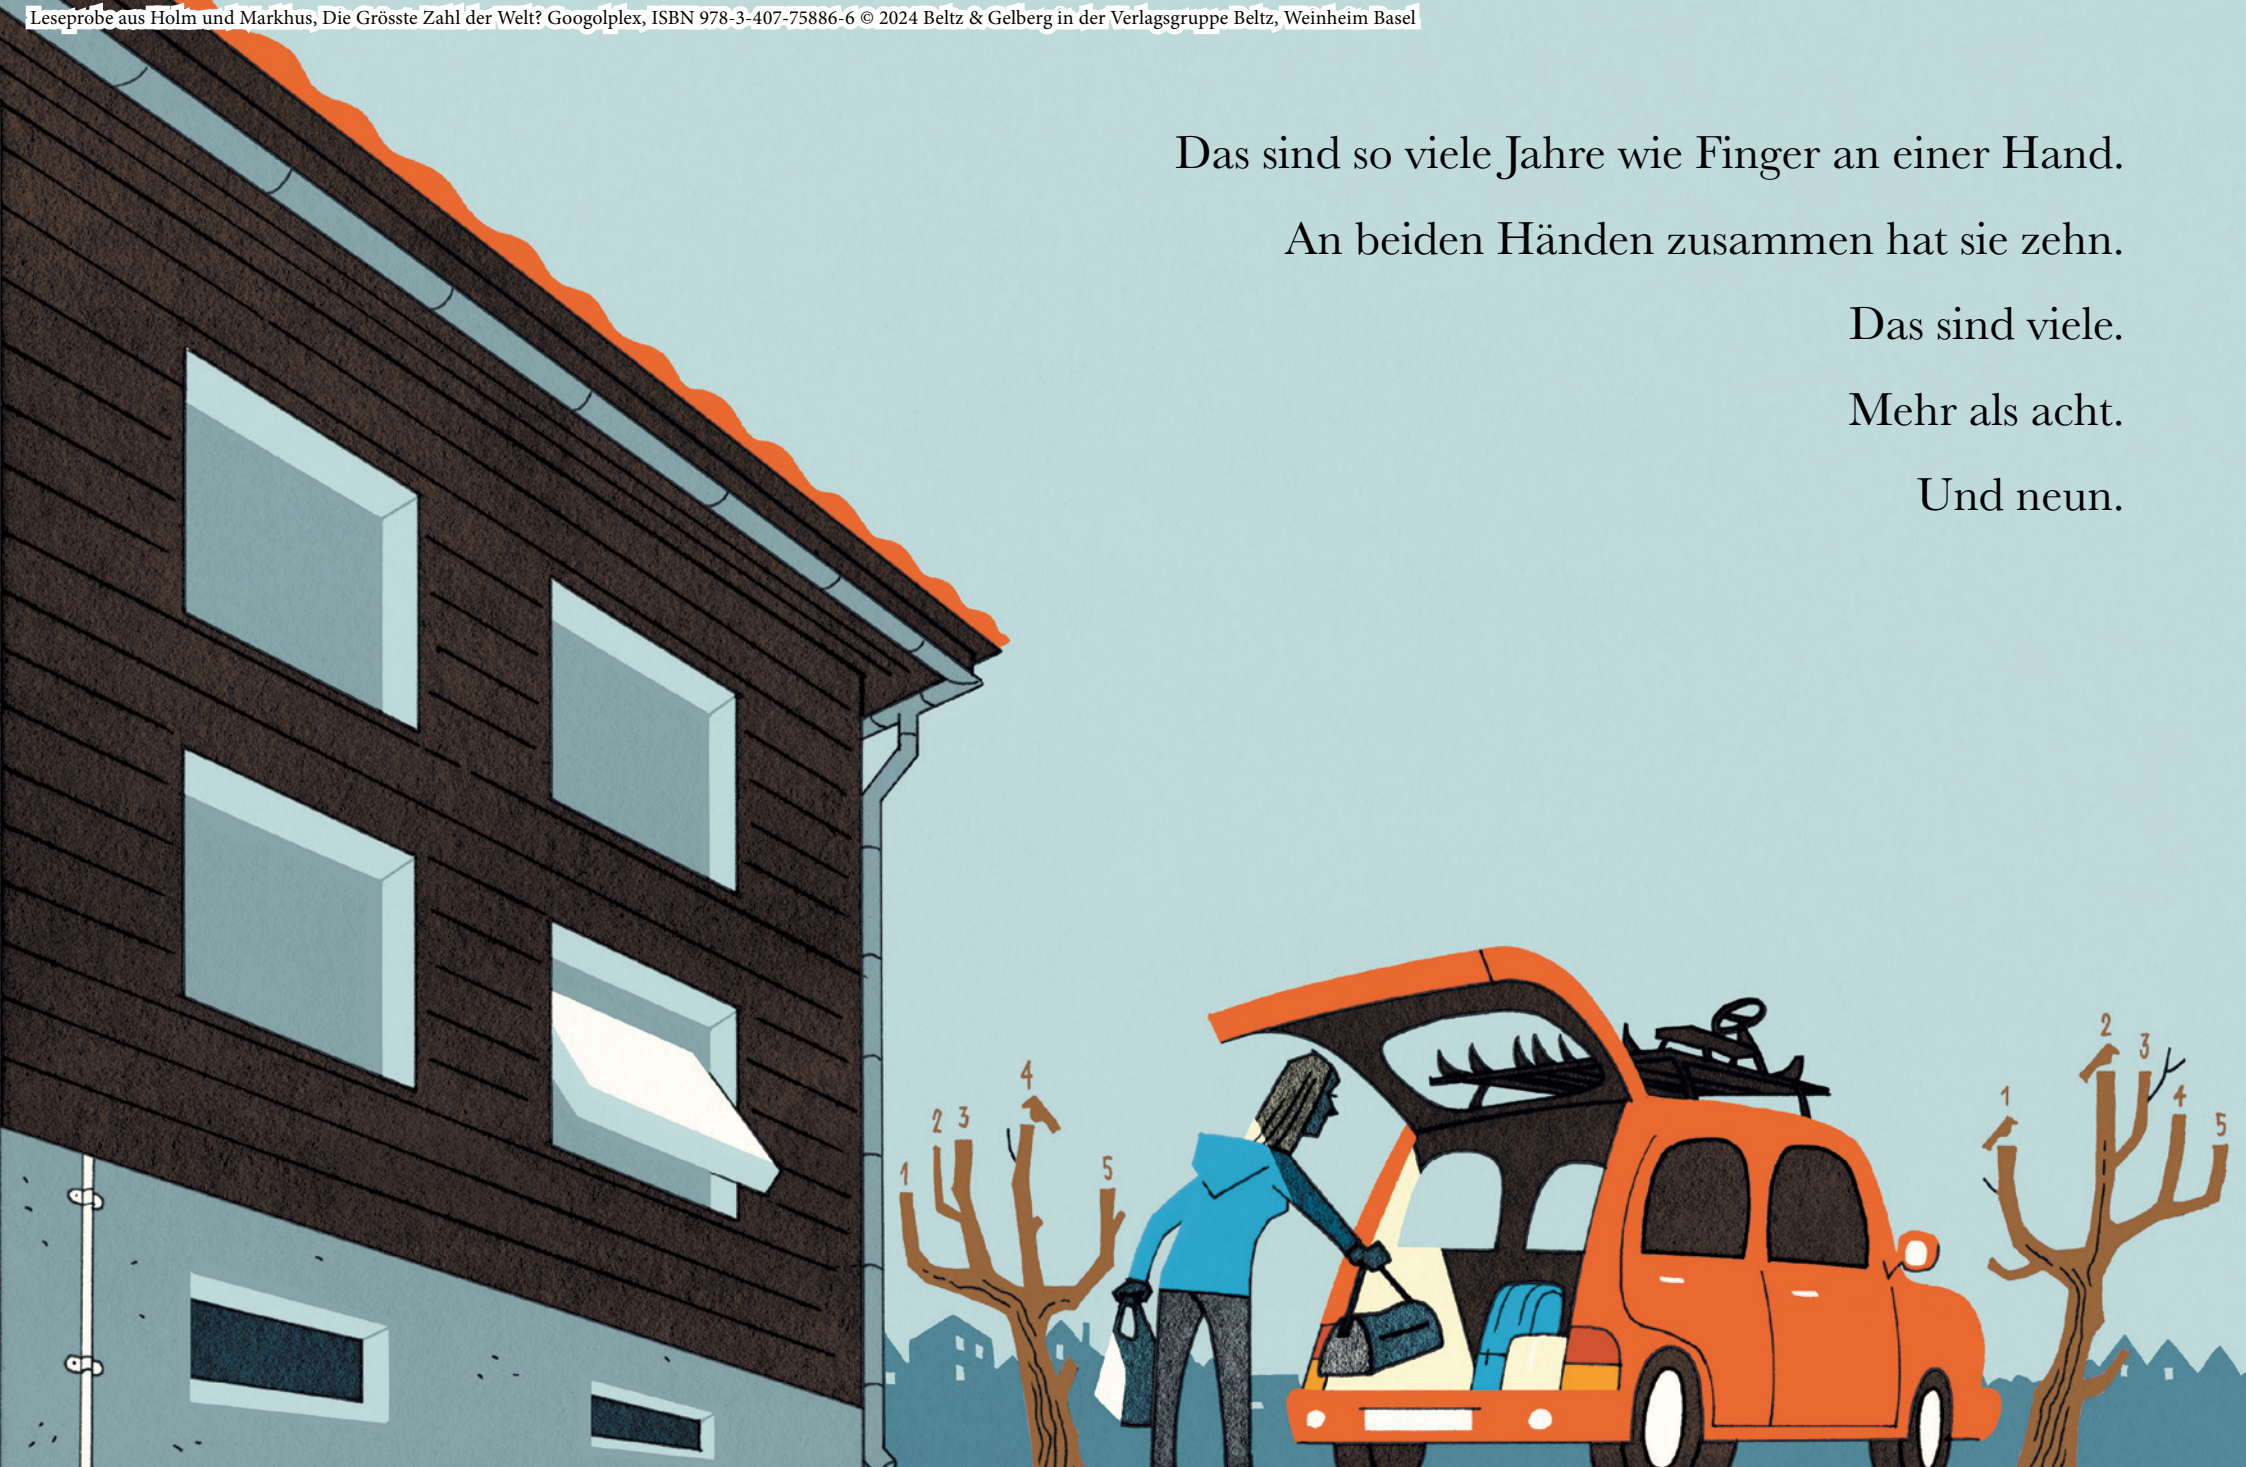 Leseprobe aus Holm und Markhus, Die Grösste Zahl der Welt? Googolplex, ISBN 978-3-407-75886-6 © 2024 Beltz & Gelberg in der Verlagsgruppe Beltz, Weinheim Basel
Das sind so viele Jahre wie Finger an einer Hand.
An beiden Händen zusammen hat sie zehn.
Das sind viele.
Mehr als acht.
Und neun.
1 2 3 4 5
1 2 3 4 5